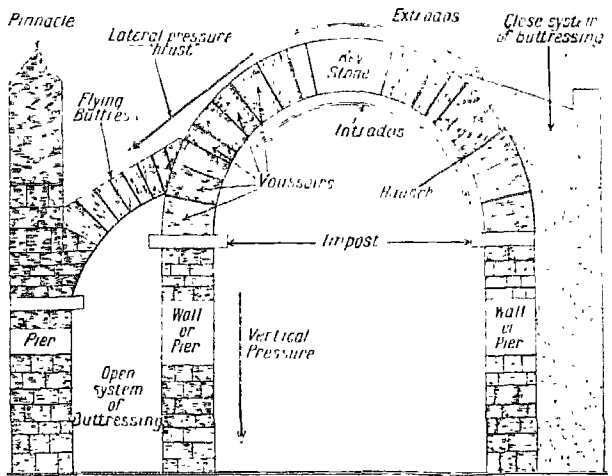 Pinnacle
Lateral pressure
"thrust"
Extrados
Close system
of buttressing
Key
Stone
Flying
Buttress
Intrados
Voussoirs
Haunch
Impost
Wall
or
Pier
Vertical
Pressure
Wall
or
Pier
Pier
Open
system
of
Buttressing